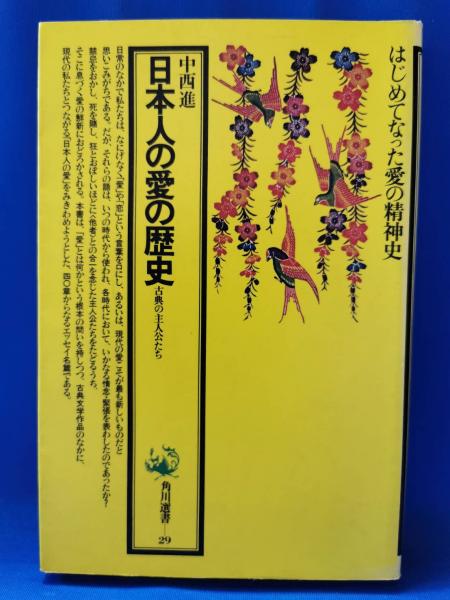 はじめてなった愛の精神史
中西進
日本人の愛の歴史
古典の主人公たち
角川選書—29
日常のなかで私たちは、なにげなく「愛」や「恋」という言葉を口にし、あるいは、現代の愛こそが最も新しいものだと
思いこみがちである。だが、それらの語は、いつの時代から使われ、各時代において、いかなる情念・緊張を表わしたのであったか？
禁忌をおかし、死を賭し、狂とおぼしいほどに〈他者〉との合一を念じた主人公たちをたどるうち、
そこに息づく愛の鮮新におどろかされる。本書は、「愛」とは何かという根本の問いを持しつつ、古典文学作品のなかに、
現代の私たちとつながる「日本人の愛」をみきわめようとした、四〇章からなるエッセイ名篇である。